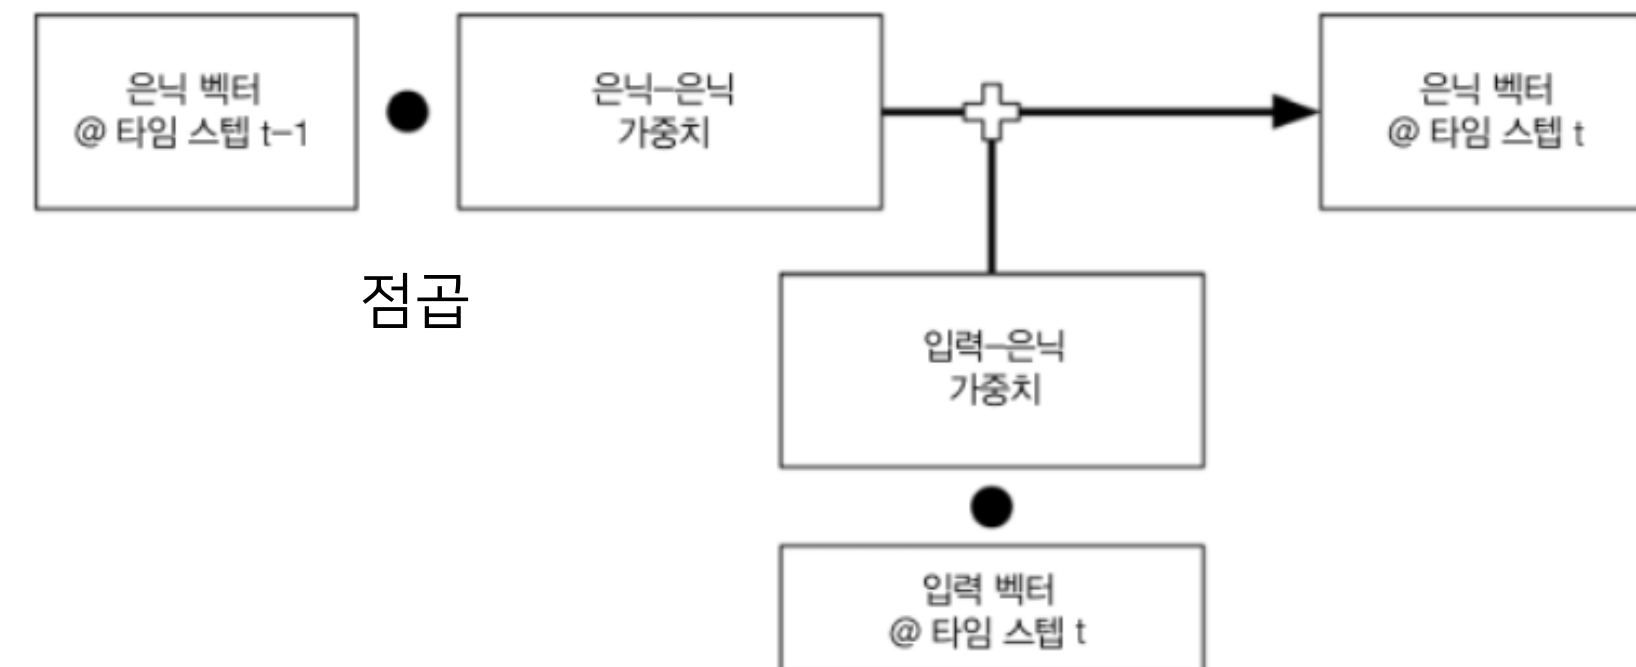 은닉 벡터
@ 타임 스텝 t-1
은닉-은닉
가중치
은닉 벡터
@ 타임 스텝 t
점곱
입력-은닉
가중치
입력 벡터
@ 타임 스텝 t